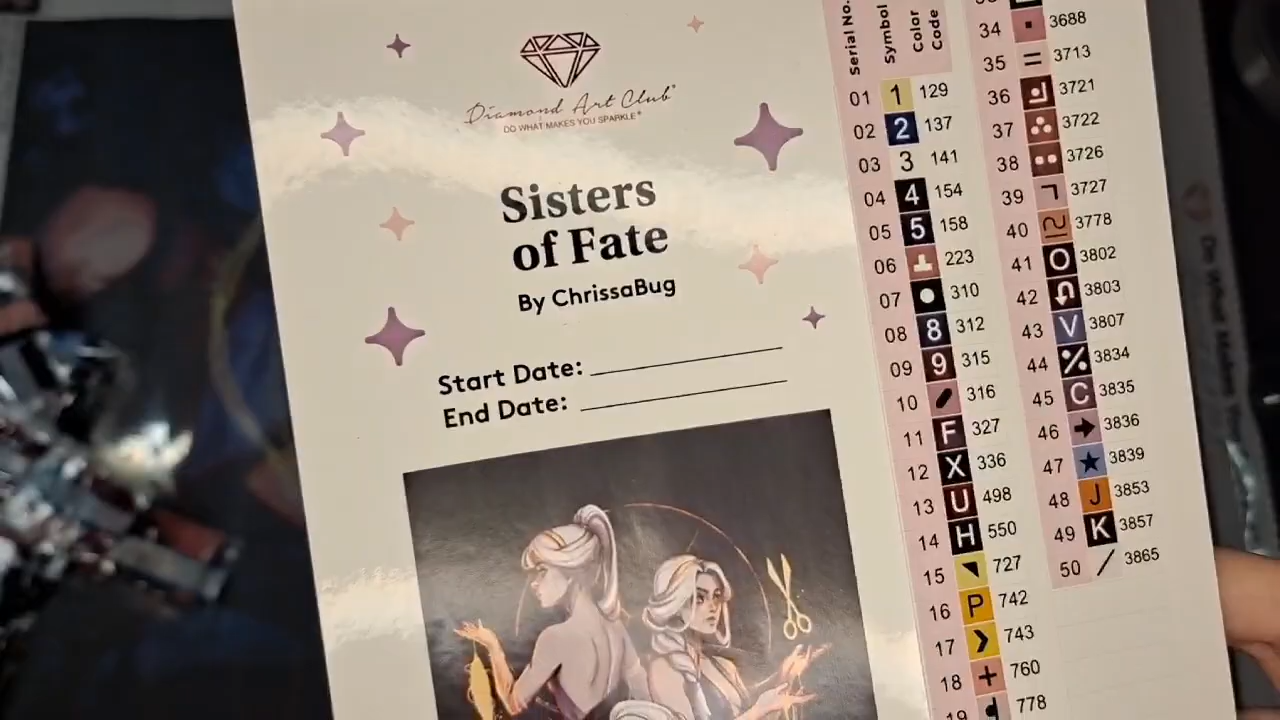 Diamond Art Club®
DO WHAT MAKES YOU SPARKLE®
Sisters
of Fate
By ChrissaBug
Start Date:
End Date:
Serial No. Symbol Color Code
01 1 129
02 2 137
03 3 141
04 4 154
05 5 158
06 223
07 310
08 8 312
09 9 315
10 316
11 F 327
12 X 336
13 U 498
14 H 550
15 727
16 P 742
17 743
18 + 760
19 778
34 3688
35 = 3713
36 3721
37 3722
38 3726
39 3727
40 3778
41 O 3802
42 3803
43 V 3807
44 3834
45 C 3835
46 3836
47 ★ 3839
48 J 3853
49 K 3857
50 / 3865
Do What Makes You